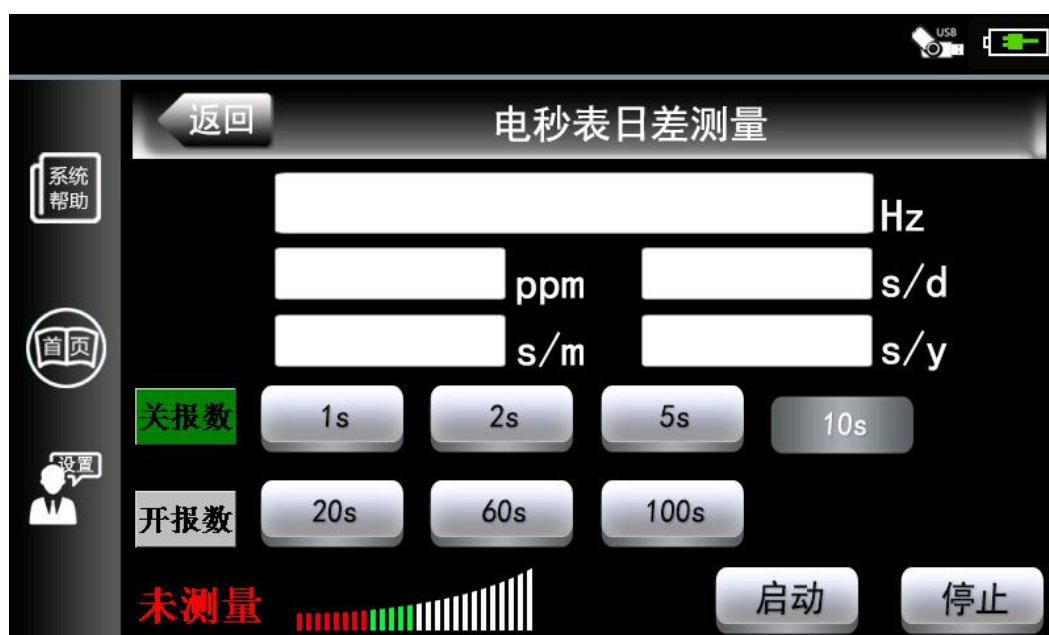 USB
返回 电秒表日差测量
系统
帮助
Hz
ppm s/d
首页
s/m s/y
关报数 1s 2s 5s 10s
设置
开报数 20s 60s 100s
未测量 启动 停止